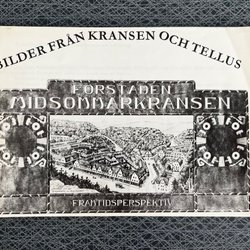 BILDER FRÅN KRANSEN OCH TELLUS
FÖRSTADEN
MIDSOMMARKRANSEN
FRAMTIDSPERSPEKTIV